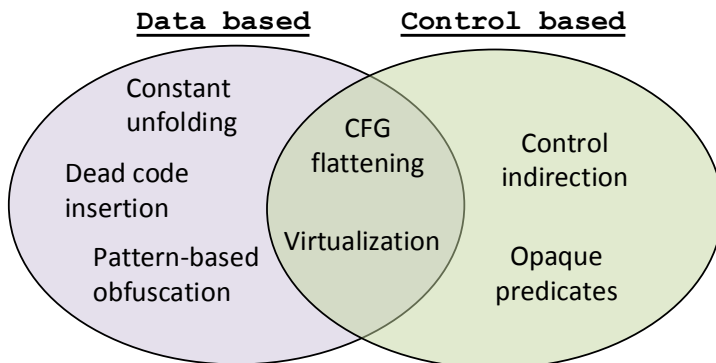 Data based
Control based
Constant
unfolding
Dead code
insertion
Pattern-based
obfuscation
CFG
flattening
Virtualization
Control
indirection
Opaque
predicates